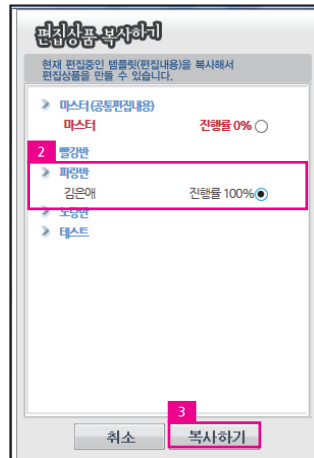 편집상품 복사하기
현재 편집중인 템플릿(편집내용)을 복사해서
편집상품을 만들 수 있습니다.
마스터(공통편집내용)
마스터 진행률 0%
2 빨강반
파랑반
김은애 진행률 100%
노랑반
테스트
3
취소 복사하기